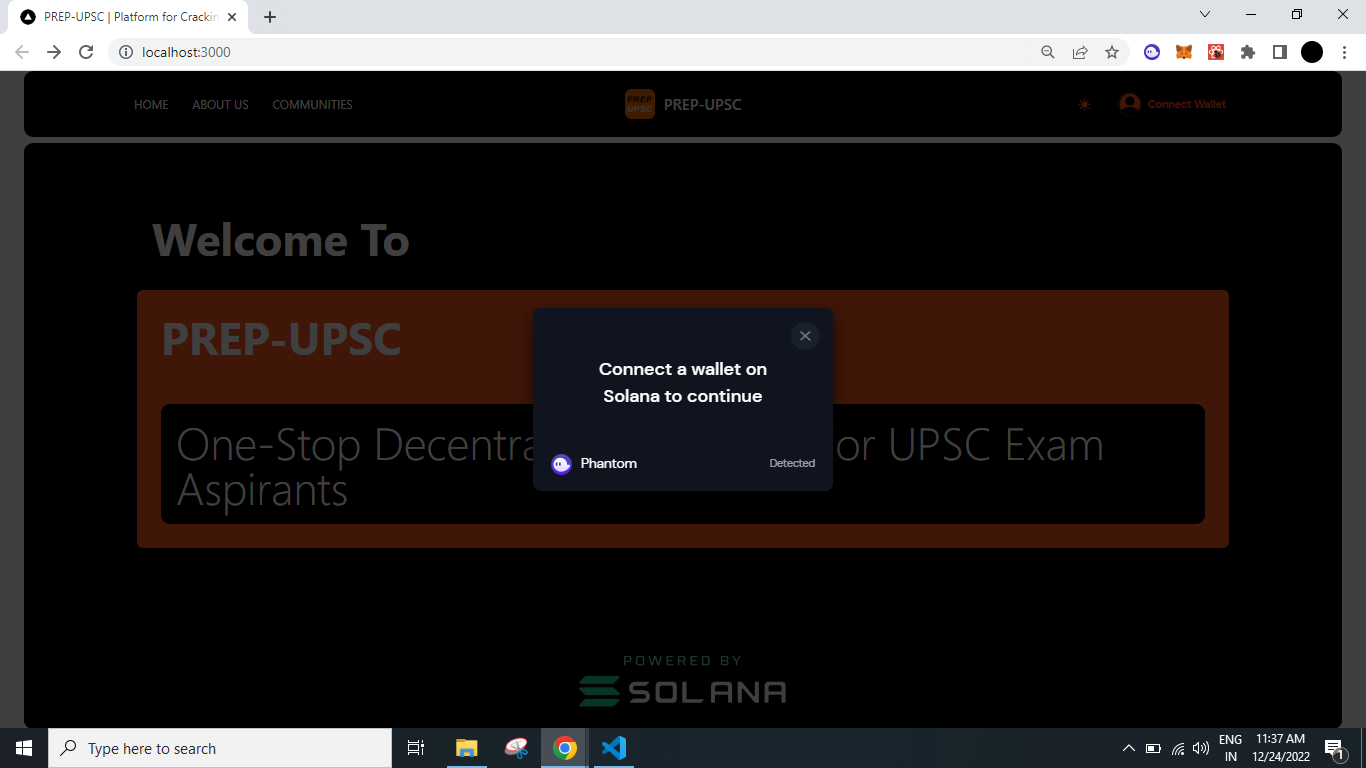 PREP-UPSC | Platform for Crackin
localhost:3000
HOME ABOUT US COMMUNITIES
PREP UPSC
PREP-UPSC
Connect Wallet
Welcome To
PREP-UPSC
Connect a wallet on
Solana to continue
Phantom Detected
One-Stop Decentra or UPSC Exam
Aspirants
POWERED BY
SOLANA
Type here to search
ENG
IN
11:37 AM
12/24/2022
1